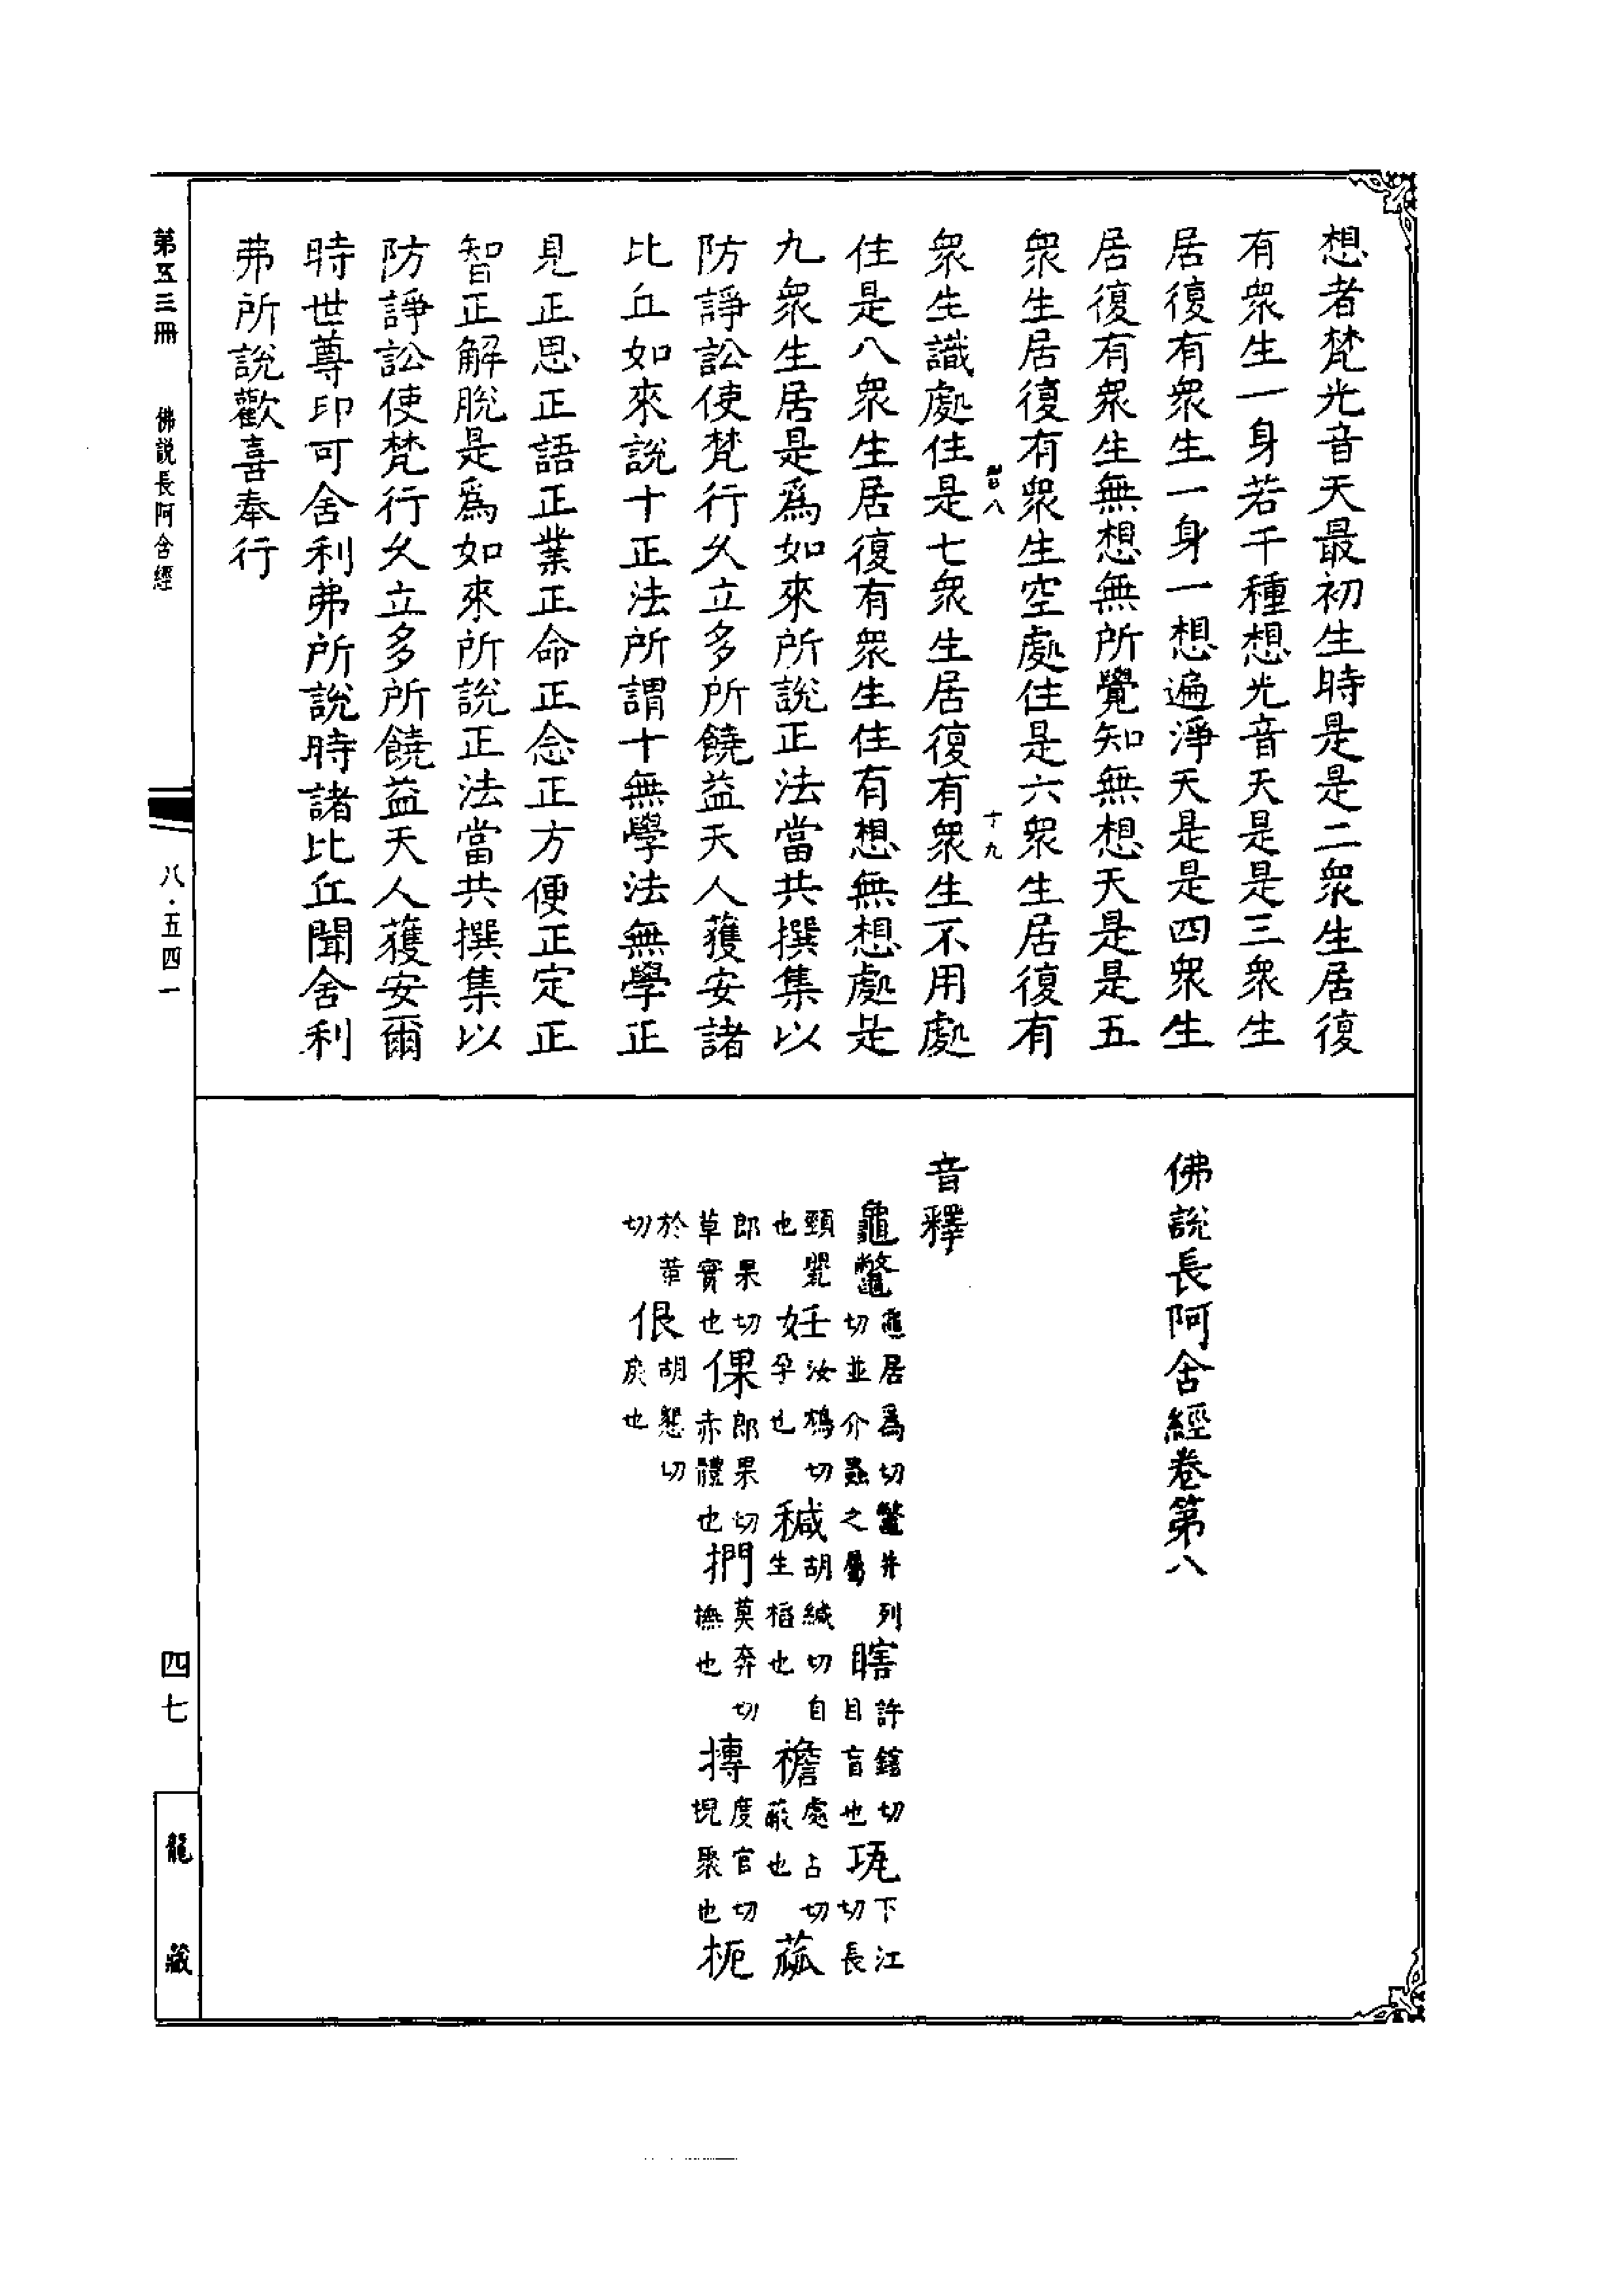 想者梵光音天最初生時是是二衆生居復
有衆生一身若干種想光音天是是三衆生
居復有衆生一身一想遍淨天是是四衆生
居復有衆生無想無所覺知無想天是是五
衆生居復有衆生空處住是六衆生居復有
八
十九
衆生識處住是七衆生居復有衆生不用處
住是八衆生居復有衆生住有想無想處是
九衆生居是爲如來所說正法當共撰集以
防諍訟使梵行久立多所饒益天人獲安諸
比丘如來說十正法所謂十無學法無學正
見正思正語正業正命正念正方便正定正
智正解脫是爲如來所說正法當共撰集以
防諍訟使梵行久立多所饒益天人獲安爾
時世尊印可舍利弗所說時諸比丘聞舍利
弗所說歡喜奉行
佛說長阿含經卷第八
音釋
龜鼈龜居爲切鼈并列切並介蟲之屬 瞎許鎋切目盲也 瓨下江切長
頸甖也 妊汝鴆切孕也 稴胡緘切自生稻也 襜處占切蔽也 蓏
郎果切草實也 倮郎果切赤體也 捫莫奔切撫也 摶度官切捏聚也 枙
於革切 佷胡懇切戾也
第五三冊 佛說長阿含經
八·五四一
四七
龍藏